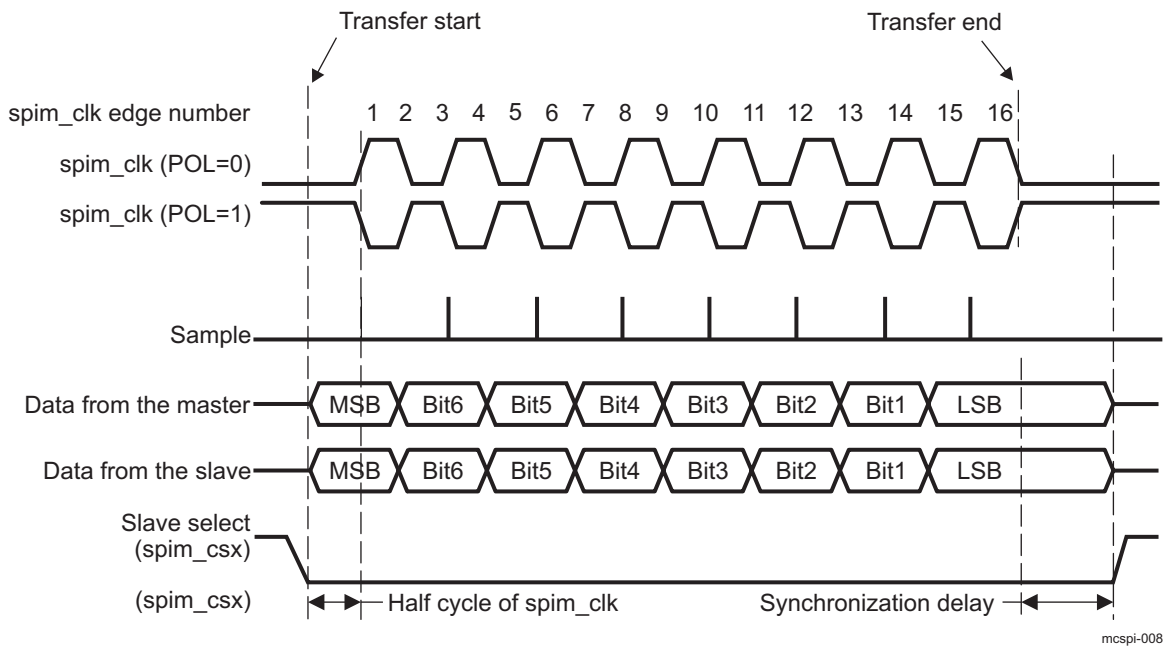 Transfer start
Transfer end
spim_clk edge number 1 2 3 4 5 6 7 8 9 10 11 12 13 14 15 16
spim_clk (POL=0)
spim_clk (POL=1)
Sample
Data from the master MSB Bit6 Bit5 Bit4 Bit3 Bit2 Bit1 LSB
Data from the slave MSB Bit6 Bit5 Bit4 Bit3 Bit2 Bit1 LSB
Slave select
(spim_csx)
(spim_csx) Half cycle of spim_clk Synchronization delay
mcspi-008